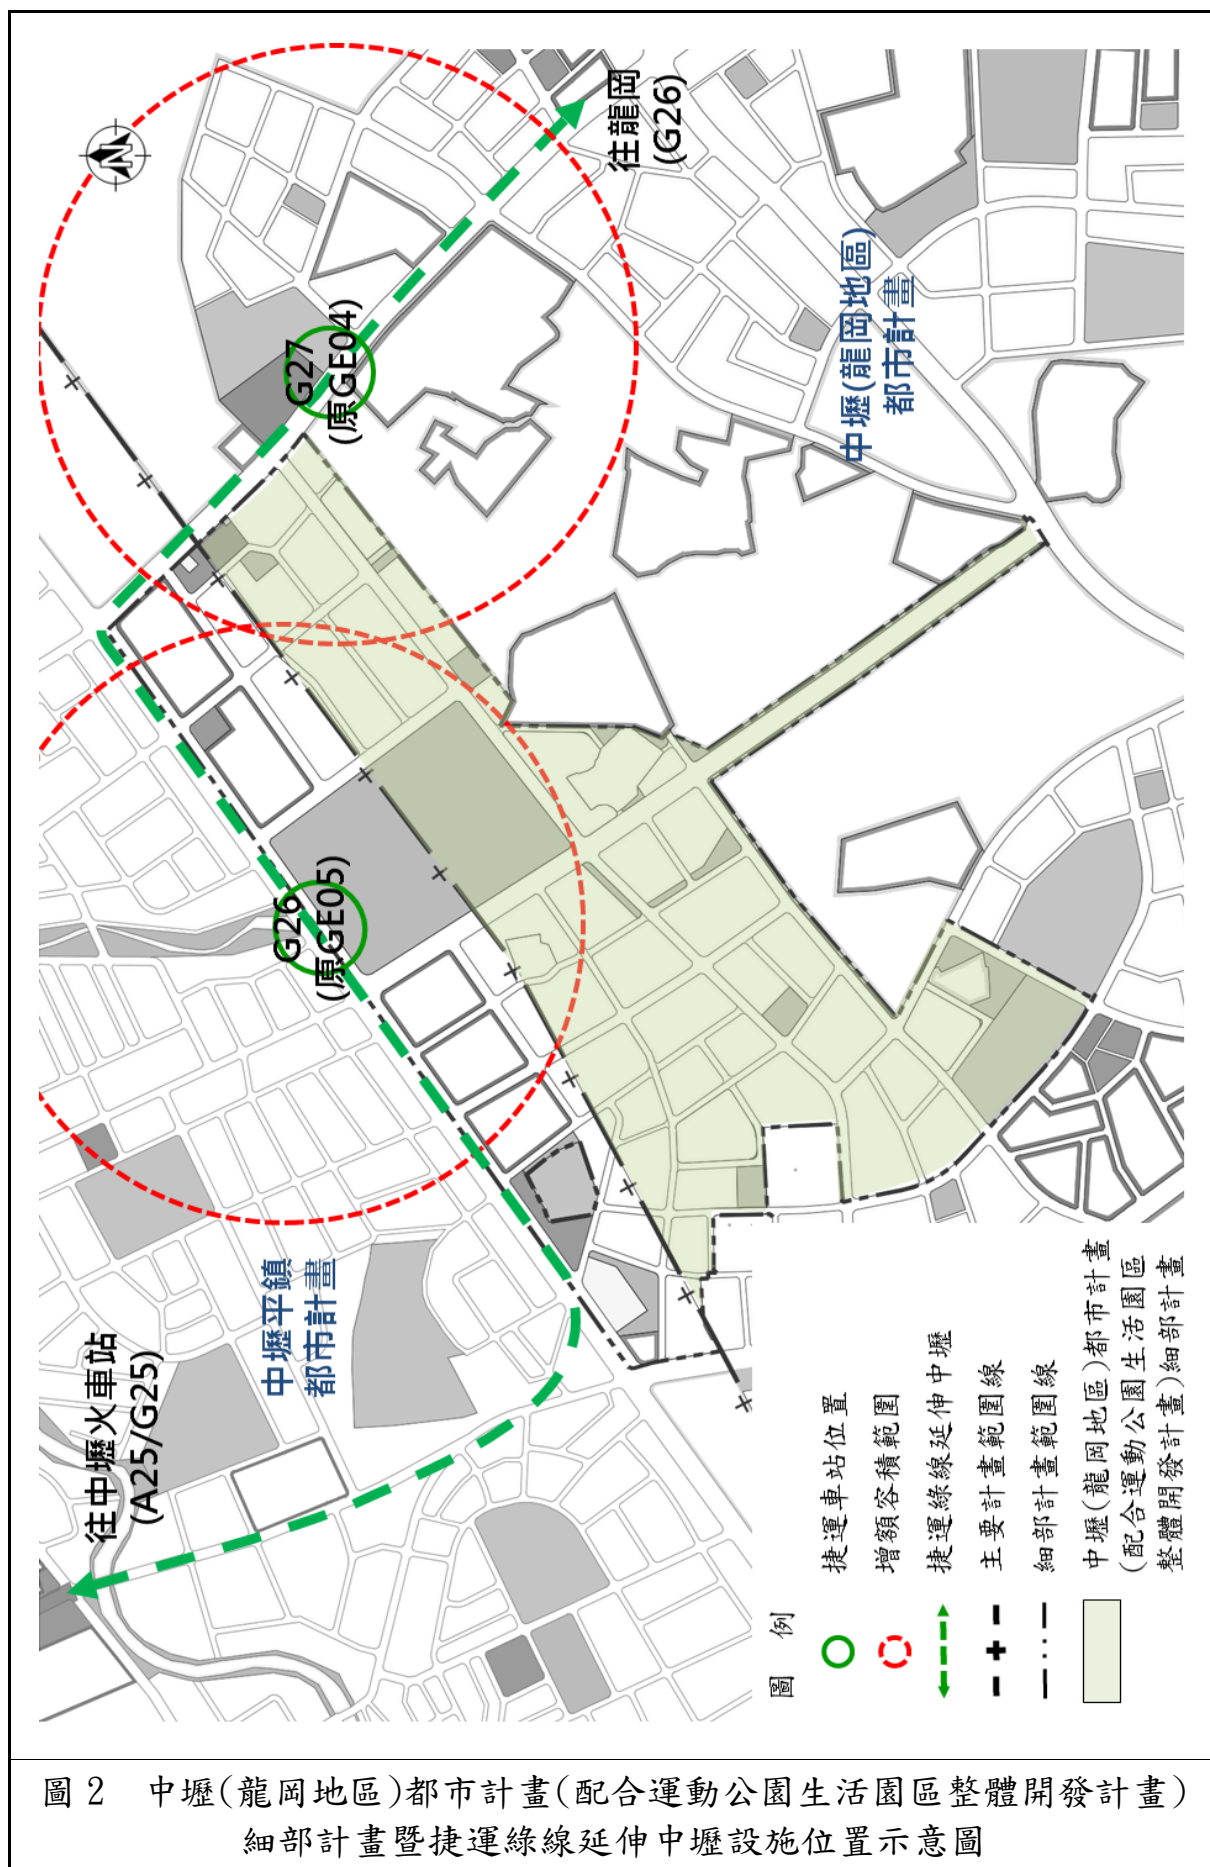 N
往龍岡
(G26)
G27
(原GE04)
中壢(龍岡地區)
都市計畫
G26
(原GE05)
中壢平鎮
都市計畫
往中壢火車站
(A25/G25)
圖 例
捷運車站位置
增額容積範圍
捷運綠線延伸中壢
主要計畫範圍線
細部計畫範圍線
中壢(龍岡地區)都市計畫
(配合運動公園生活園區
整體開發計畫)細部計畫
圖 2 中壢(龍岡地區)都市計畫(配合運動公園生活園區整體開發計畫)
細部計畫暨捷運綠線延伸中壢設施位置示意圖